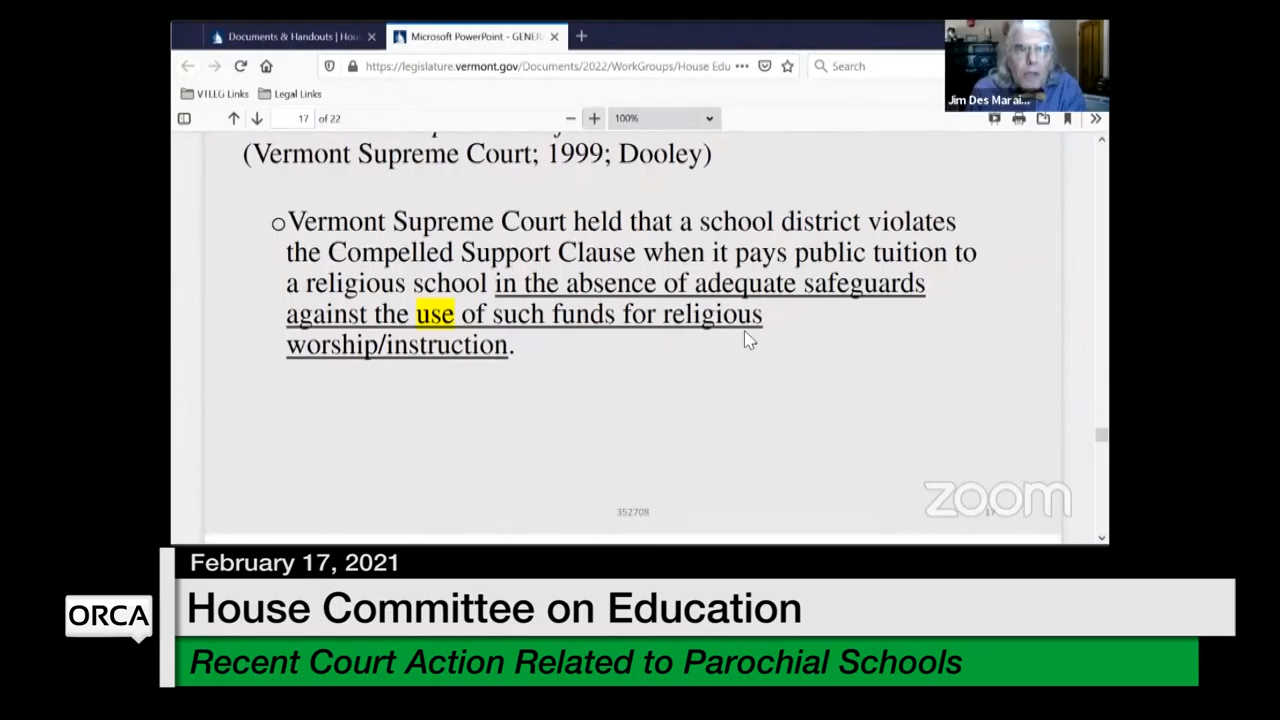 Documents & Handouts | Hou
Microsoft PowerPoint - GENERA
https://legislature.vermont.gov/Documents/2022/WorkGroups/House Edu
Search
VTLEG Links
Legal Links
Jim Des Marai...
17 of 22
100%
(Vermont Supreme Court; 1999; Dooley)
○Vermont Supreme Court held that a school district violates
the Compelled Support Clause when it pays public tuition to
a religious school in the absence of adequate safeguards
against the use of such funds for religious
worship/instruction.
352708
17
zoom
February 17, 2021
ORCA
House Committee on Education
Recent Court Action Related to Parochial Schools